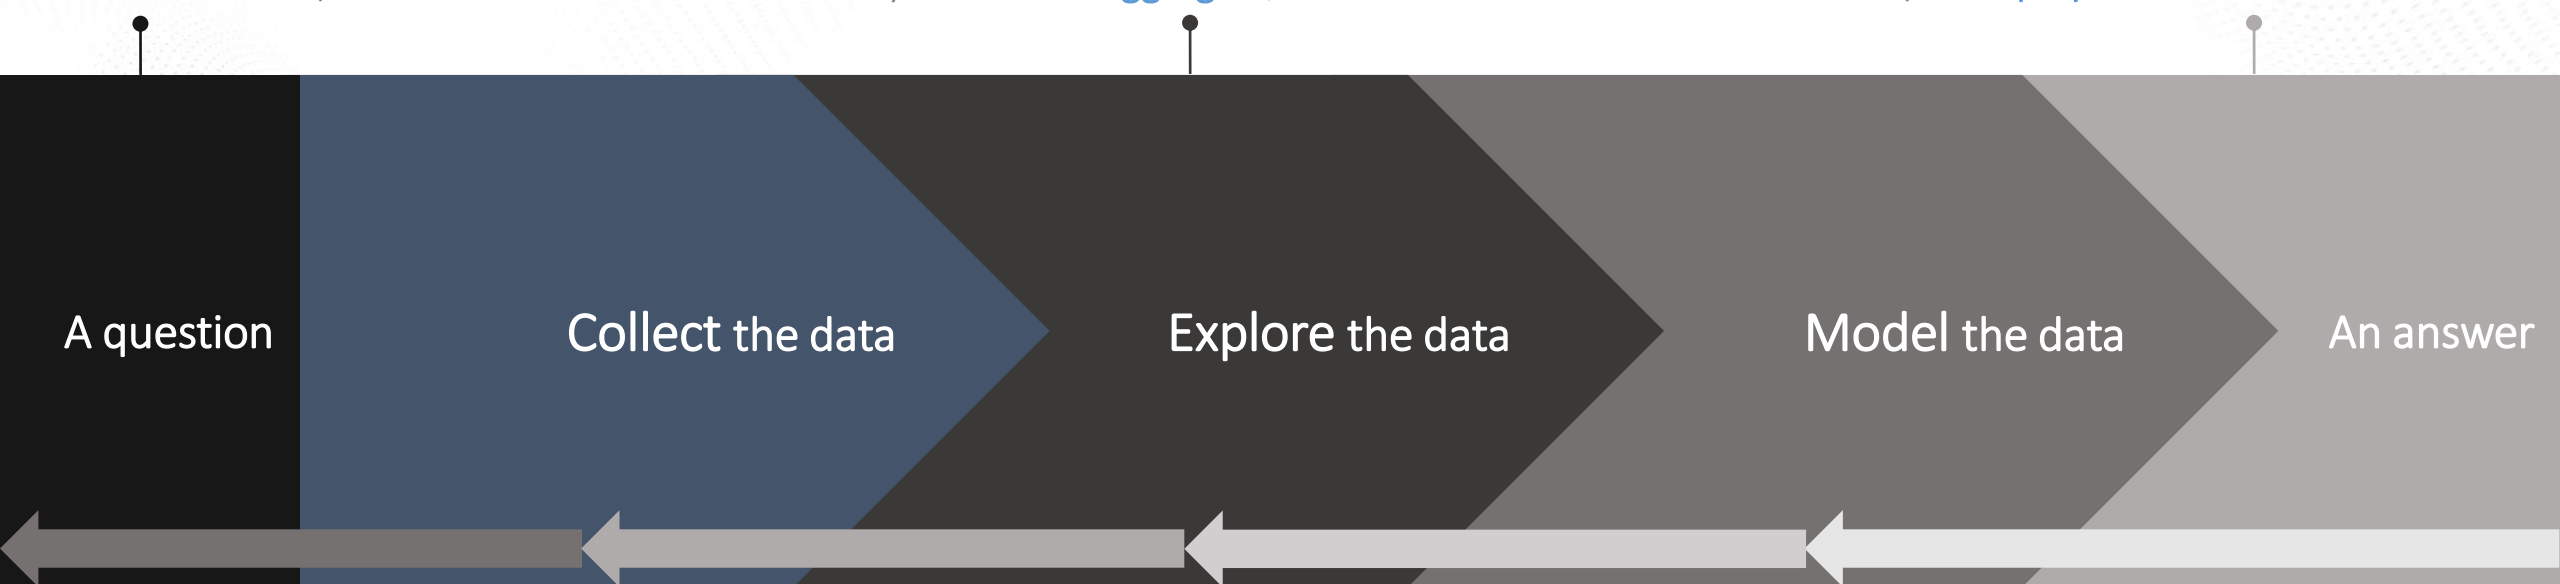 A question
Collect the data
Explore the data
Model the data
An answer